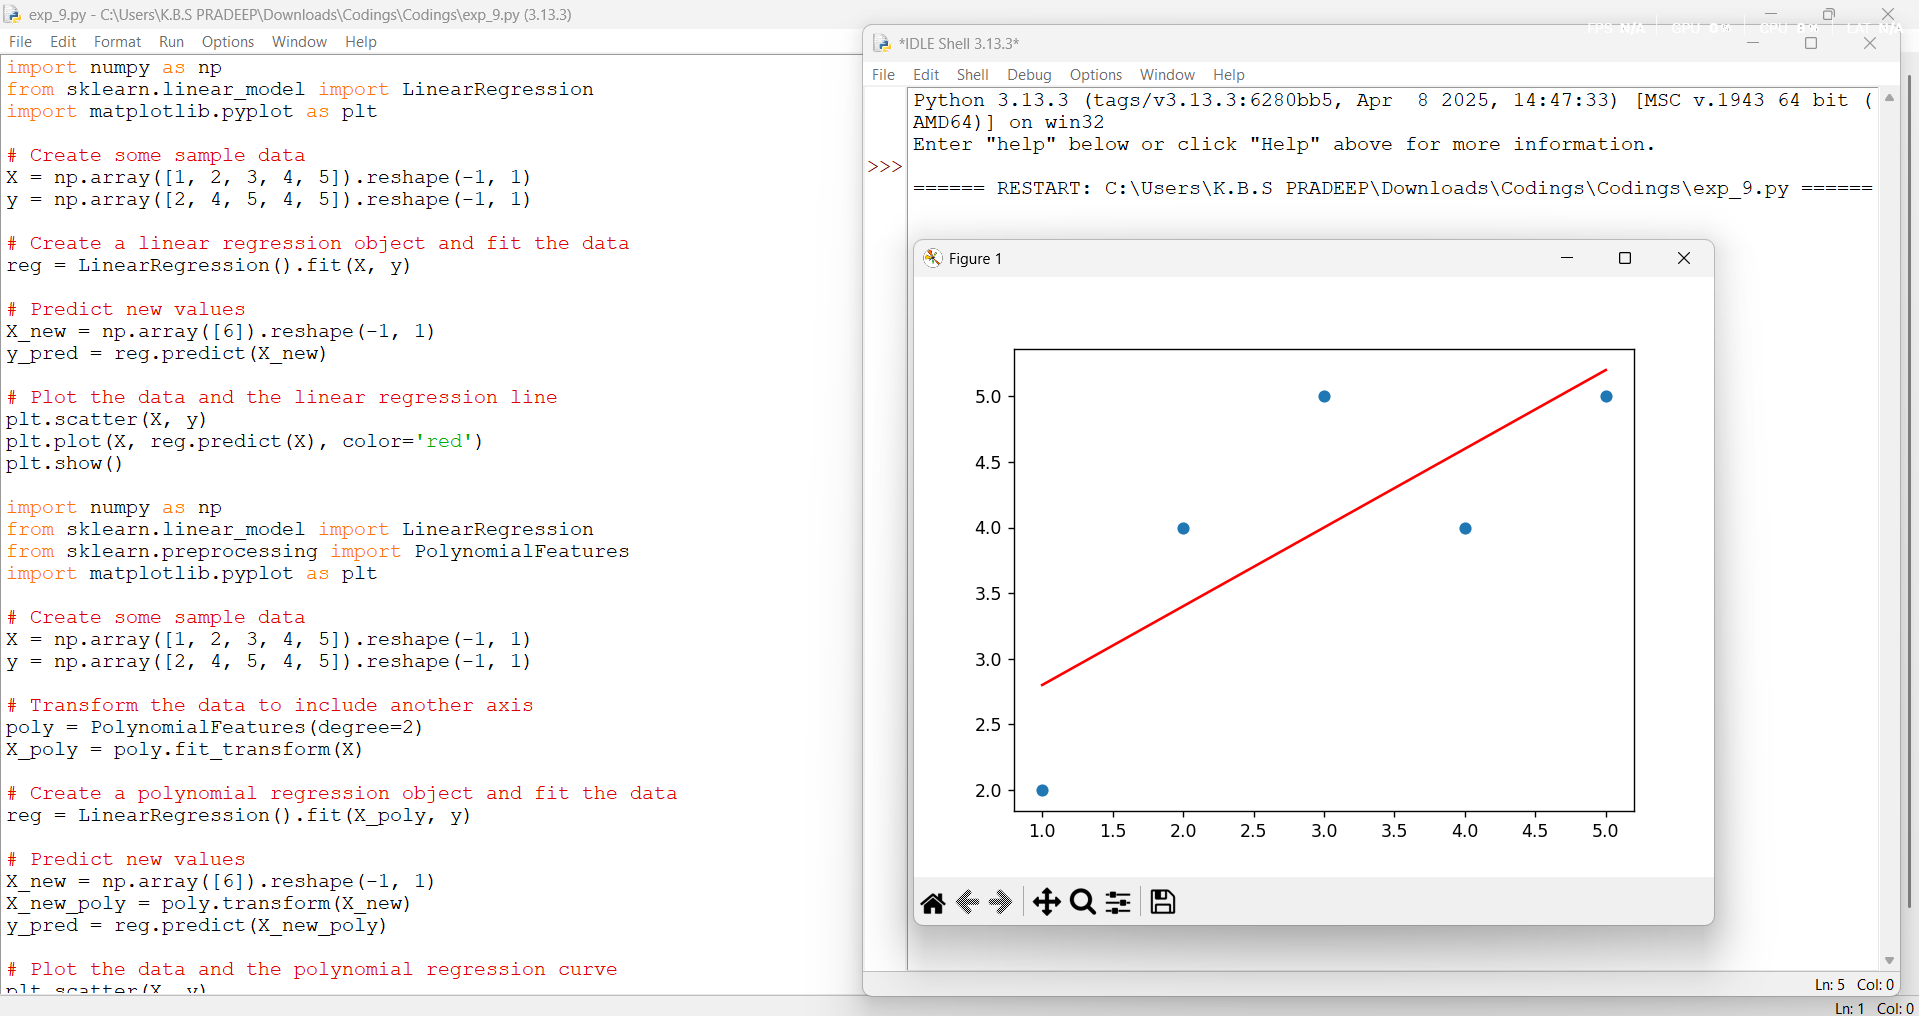 exp_9.py - C:\Users\K.B.S PRADEEP\Downloads\Codings\Codings\exp_9.py (3.13.3)
File Edit Format Run Options Window Help
import numpy as np
from sklearn.linear_model import LinearRegression
import matplotlib.pyplot as plt
# Create some sample data
X = np.array([1, 2, 3, 4, 5]).reshape(-1, 1)
y = np.array([2, 4, 5, 4, 5]).reshape(-1, 1)
# Create a linear regression object and fit the data
reg = LinearRegression().fit(X, y)
# Predict new values
X_new = np.array([6]).reshape(-1, 1)
y_pred = reg.predict(X_new)
# Plot the data and the linear regression line
plt.scatter(X, y)
plt.plot(X, reg.predict(X), color='red')
plt.show()
import numpy as np
from sklearn.linear_model import LinearRegression
from sklearn.preprocessing import PolynomialFeatures
import matplotlib.pyplot as plt
# Create some sample data
X = np.array([1, 2, 3, 4, 5]).reshape(-1, 1)
y = np.array([2, 4, 5, 4, 5]).reshape(-1, 1)
# Transform the data to include another axis
poly = PolynomialFeatures(degree=2)
X_poly = poly.fit_transform(X)
# Create a polynomial regression object and fit the data
reg = LinearRegression().fit(X_poly, y)
# Predict new values
X_new = np.array([6]).reshape(-1, 1)
X_new_poly = poly.transform(X_new)
y_pred = reg.predict(X_new_poly)
# Plot the data and the polynomial regression curve
plt.scatter(X, y)
FPS N/A GPU 0% CPU 8% LAT N/A
*IDLE Shell 3.13.3*
File Edit Shell Debug Options Window Help
Python 3.13.3 (tags/v3.13.3:6280bb5, Apr  8 2025, 14:47:33) [MSC v.1943 64 bit (
AMD64)] on win32
Enter "help" below or click "Help" above for more information.
>>>
====== RESTART: C:\Users\K.B.S PRADEEP\Downloads\Codings\Codings\exp_9.py ======
Figure 1
5.0
4.5
4.0
3.5
3.0
2.5
2.0
1.0 1.5 2.0 2.5 3.0 3.5 4.0 4.5 5.0
Ln: 5 Col: 0
Ln: 1 Col: 0